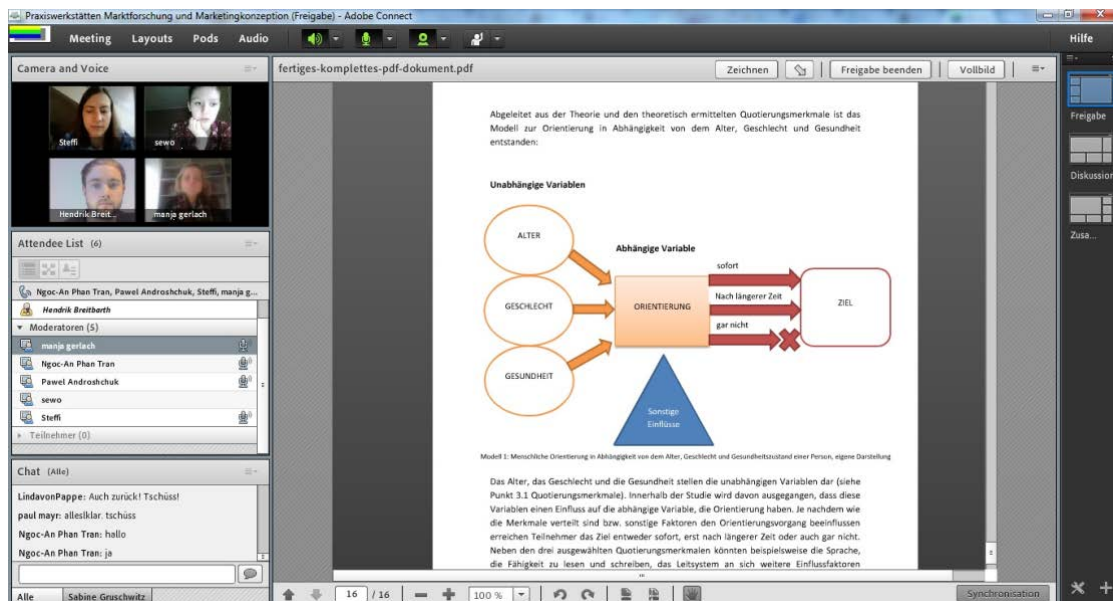 Praxiswerkstätten Marktforschung und Marketingkonzeption (Freigabe) - Adobe Connect
Meeting Layouts Pods Audio Hilfe
Camera and Voice
Steffi
sewo
Hendrik Breit...
manja gerlach
Attendee List (6)
Ngoc-An Phan Tran, Pawel Androshchuk, Steffi, manja g...
Hendrik Breitbarth
Moderatoren (5)
manja gerlach
Ngoc-An Phan Tran
Pawel Androshchuk
sewo
Steffi
Teilnehmer (0)
Chat (Alle)
LindavonPappe: Auch zurück! Tschüss!
paul mayr: alleslklar. tschüss
Ngoc-An Phan Tran: hallo
Ngoc-An Phan Tran: ja
Alle Sabine Gruschwitz
fertiges-komplettes-pdf-dokument.pdf
Zeichnen Freigabe beenden Vollbild
Abgeleitet aus der Theorie und den theoretisch ermittelten Quotierungsmerkmale ist das
Modell zur Orientierung in Abhängigkeit von dem Alter, Geschlecht und Gesundheit
entstanden:
Unabhängige Variablen
ALTER
GESCHLECHT
GESUNDHEIT
Abhängige Variable
ORIENTIERUNG
sofort
Nach längerer Zeit
gar nicht
ZIEL
Sonstige
Einflüsse
Modell 1: Menschliche Orientierung in Abhängigkeit von dem Alter, Geschlecht und Gesundheitszustand einer Person, eigene Darstellung
Das Alter, das Geschlecht und die Gesundheit stellen die unabhängigen Variablen dar (siehe
Punkt 3.1 Quotierungsmerkmale). Innerhalb der Studie wird davon ausgegangen, dass diese
Variablen einen Einfluss auf die abhängige Variable, die Orientierung haben. Je nachdem wie
die Merkmale verteilt sind bzw. sonstige Faktoren den Orientierungsvorgang beeinflussen
erreichen Teilnehmer das Ziel entweder sofort, erst nach längerer Zeit oder auch gar nicht.
Neben den drei ausgewählten Quotierungsmerkmalen könnten beispielsweise die Sprache,
die Fähigkeit zu lesen und schreiben, das Leitsystem an sich weitere Einflussfaktoren
16 / 16 100 % Synchronisation
Freigabe
Diskussion
Zusa...